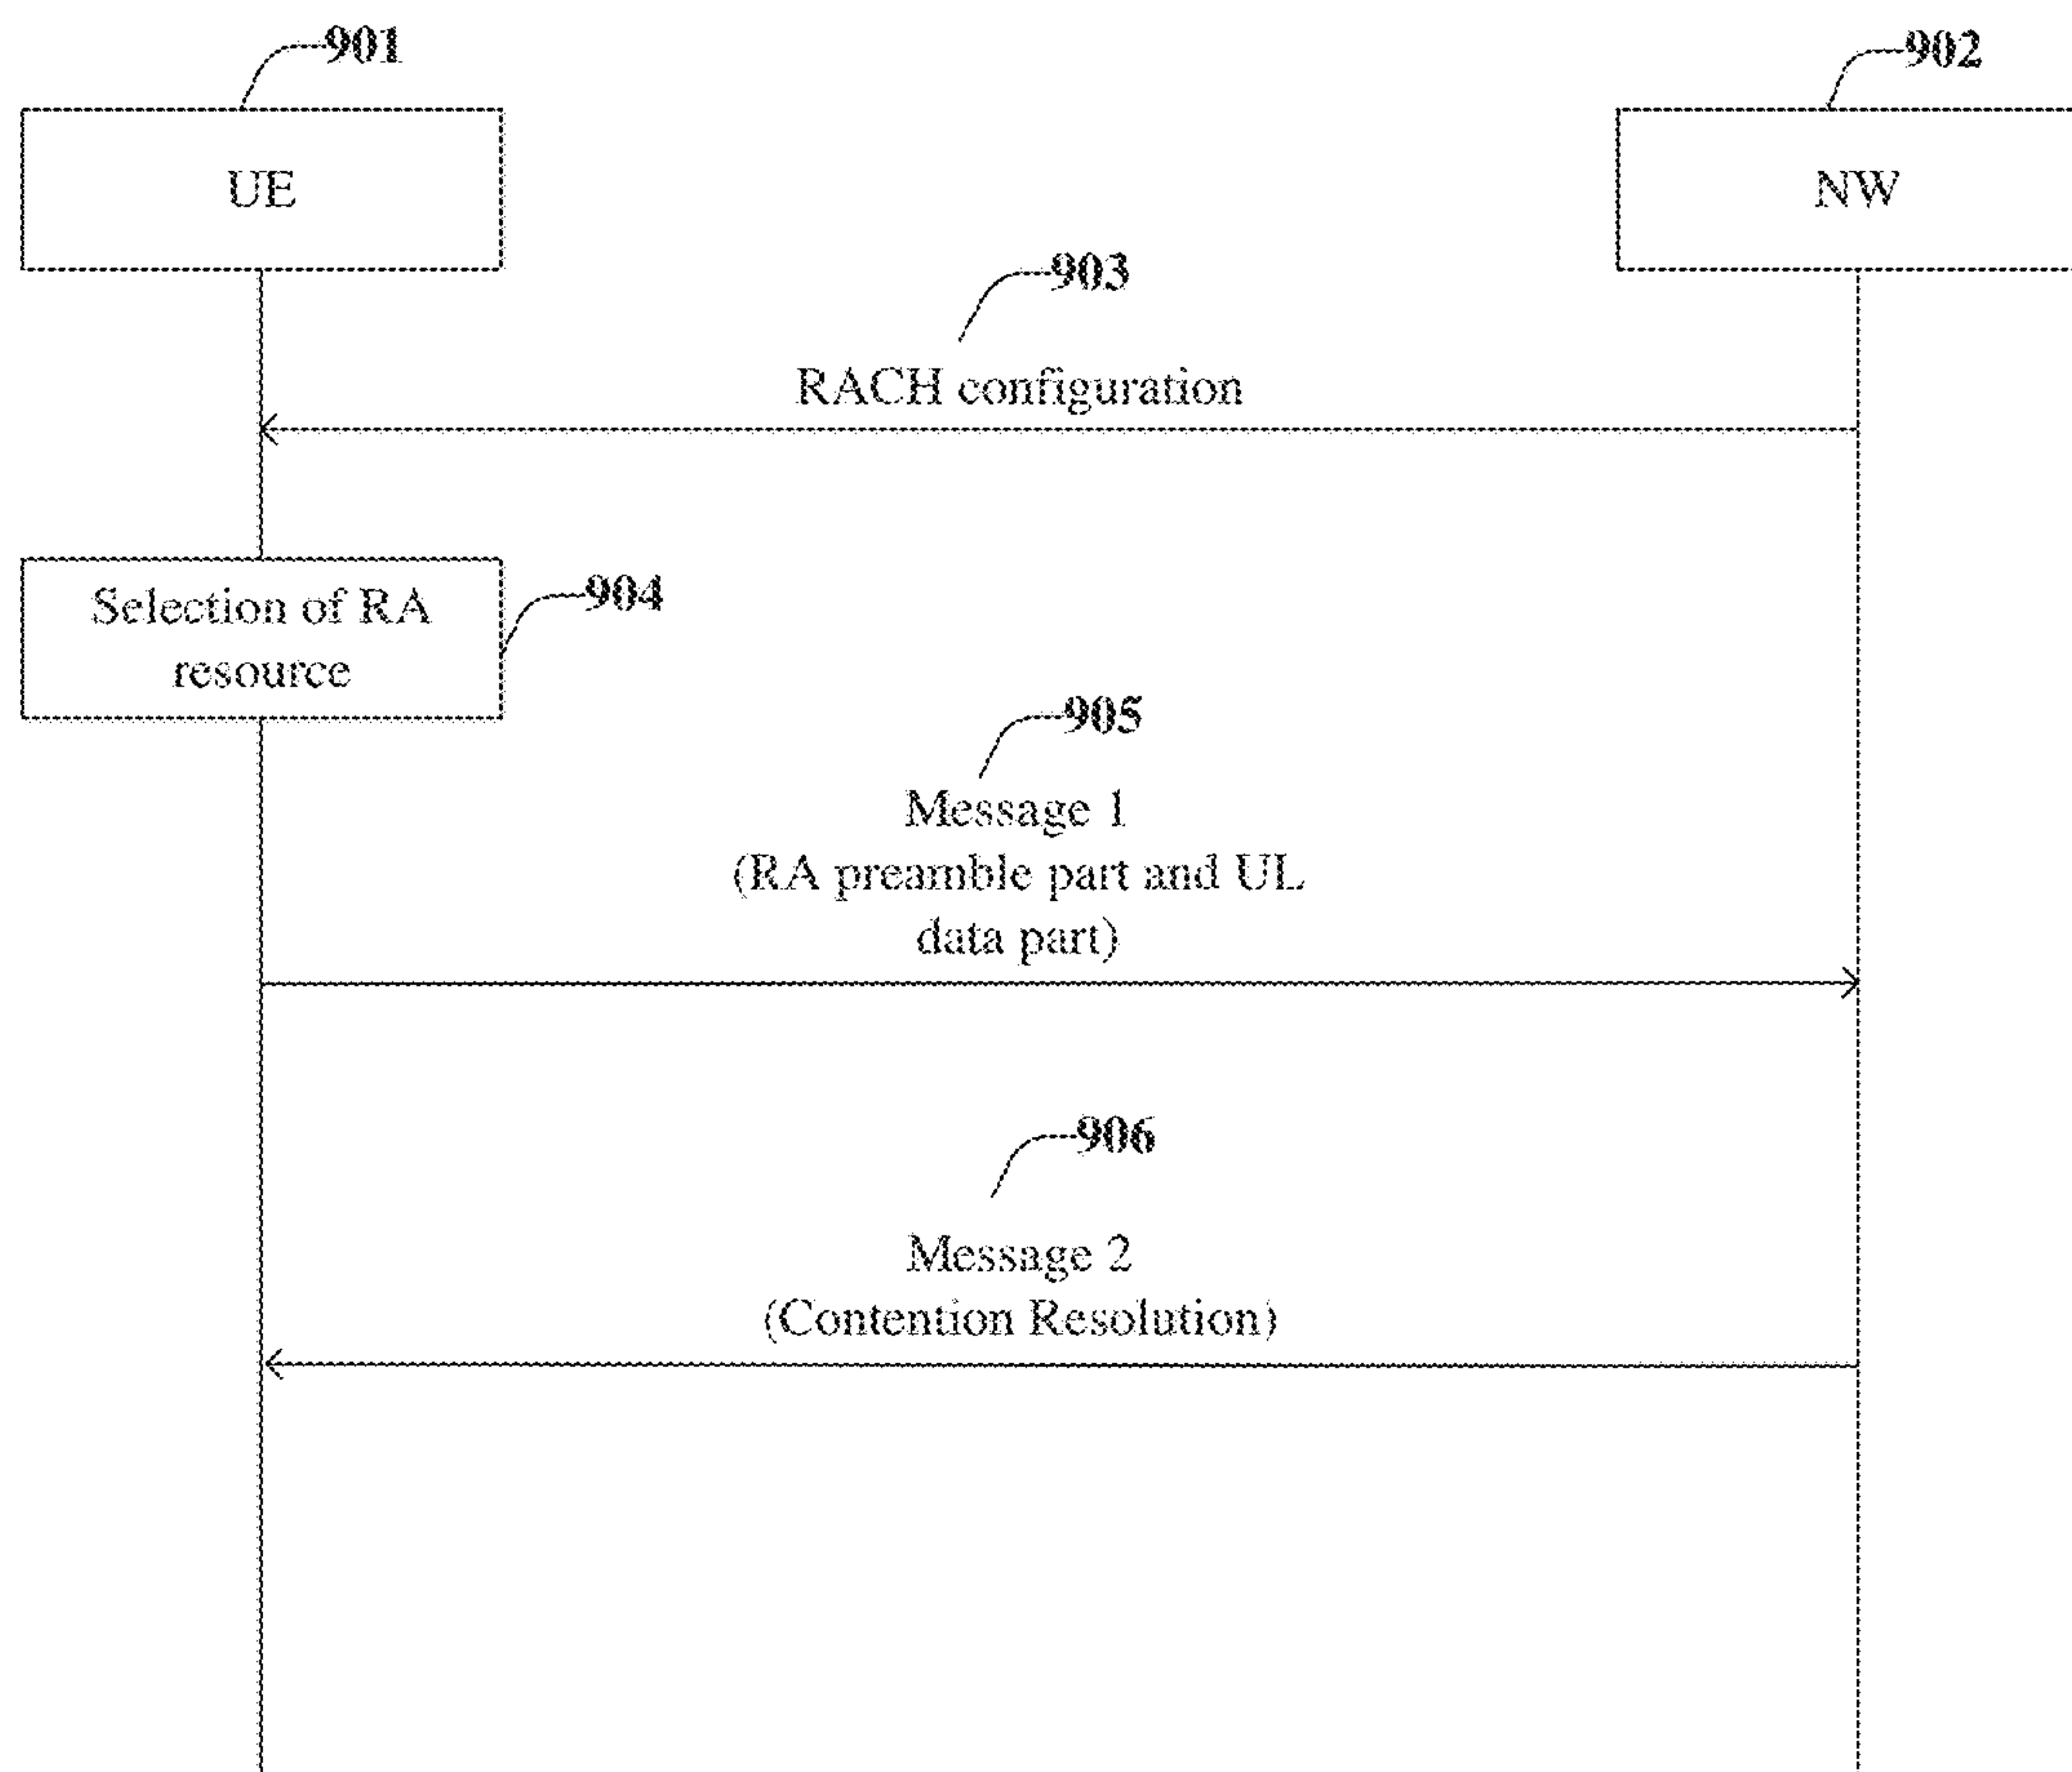 901
902
UE
NW
903
RACH configuration
Selection of RA
resource
904
905
Message 1
(RA preamble part and UL
data part)
906
Message 2
(Contention Resolution)